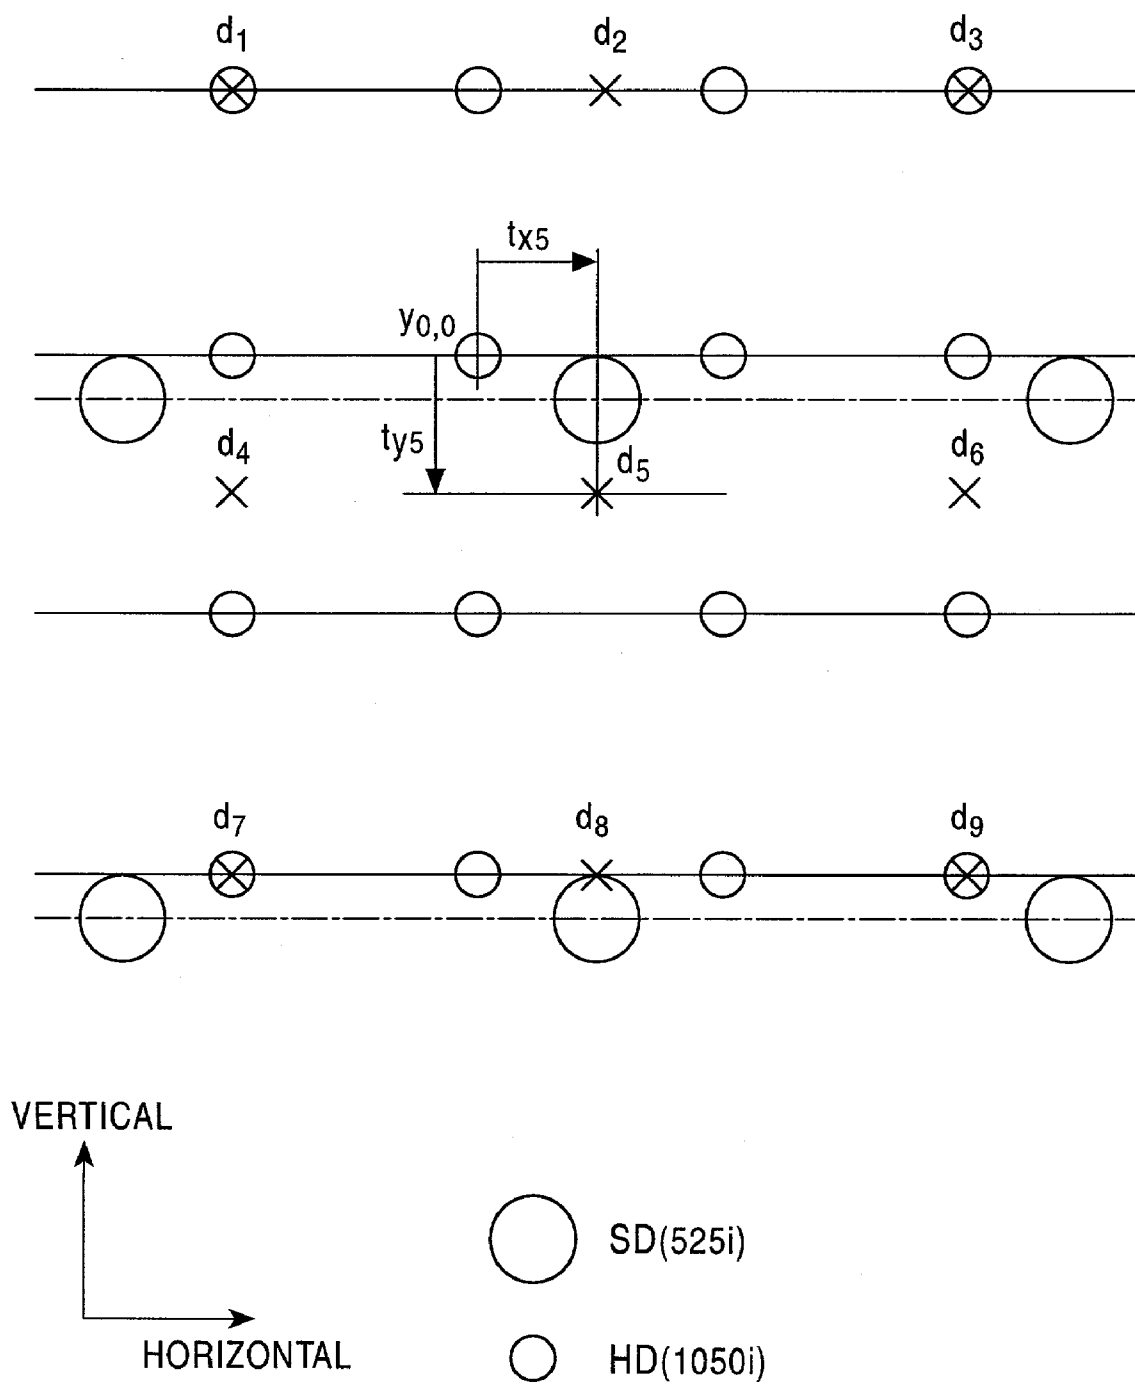 d1 d2 d3
tx5
y0,0
ty5
d4 d5 d6
d7 d8 d9
VERTICAL
HORIZONTAL
SD(525i)
HD(1050i)